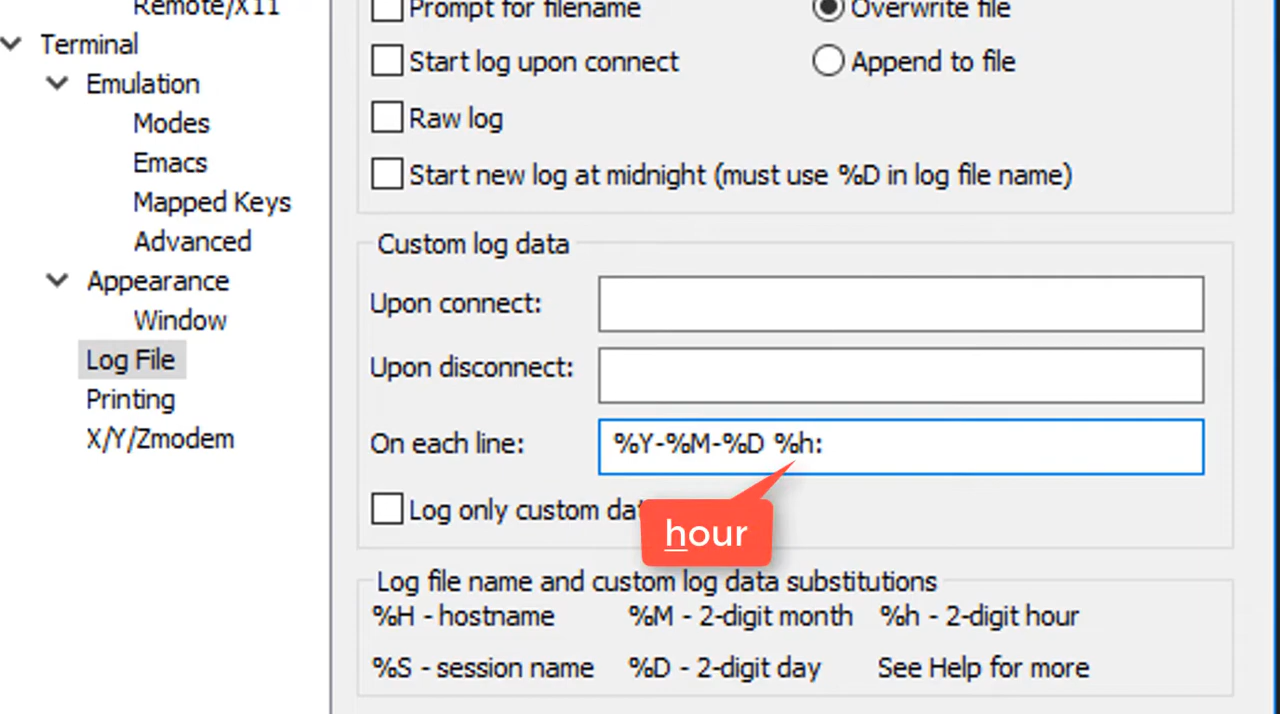 Remote/X11
Terminal
Emulation
Modes
Emacs
Mapped Keys
Advanced
Appearance
Window
Log File
Printing
X/Y/Zmodem
Prompt for filename
Overwrite file
Start log upon connect
Append to file
Raw log
Start new log at midnight (must use %D in log file name)
Custom log data
Upon connect:
Upon disconnect:
On each line: %Y-%M-%D %h:
Log only custom
hour
Log file name and custom log data substitutions
%H - hostname %M - 2-digit month %h - 2-digit hour
%S - session name %D - 2-digit day See Help for more